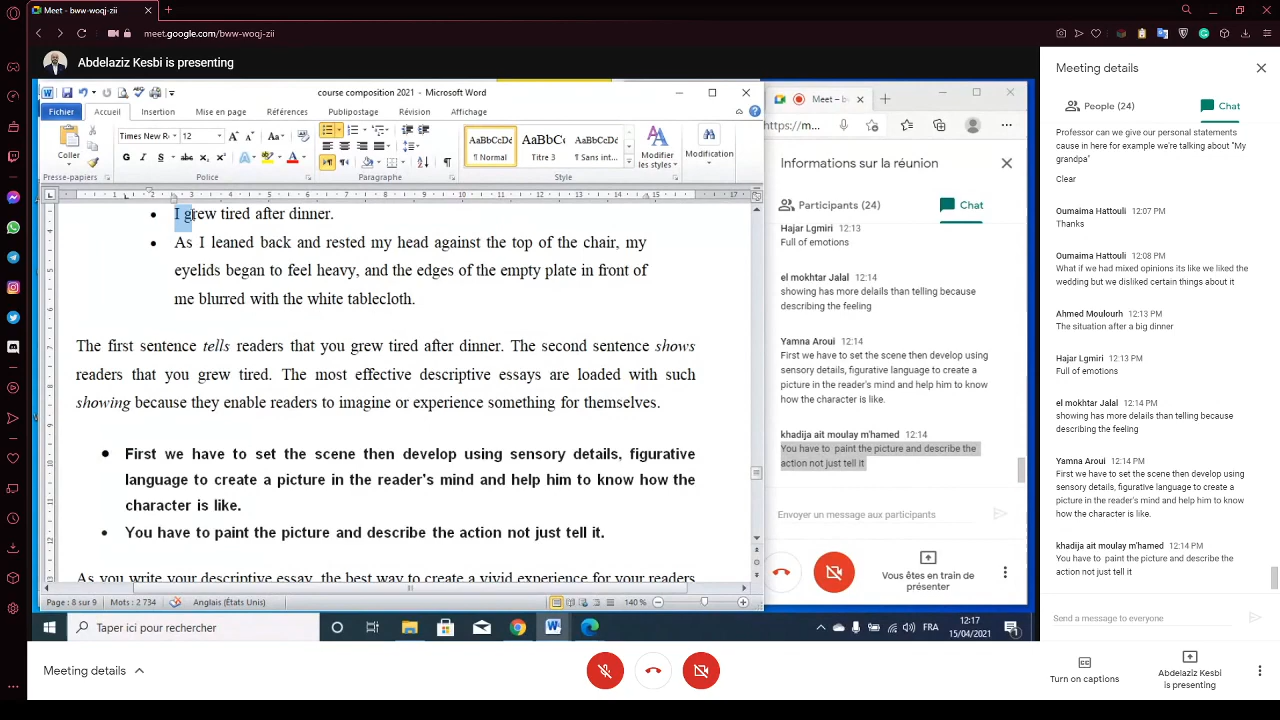 Meet - bww-woqj-zii
meet.google.com/bww-woqj-zii
Abdelaziz Kesbi is presenting
course composition 2021 - Microsoft Word
Fichier Accueil Insertion Mise en page Références Publipostage Révision Affichage
Coller
Times New R 12
AaBbCcDc AaBbC AaBbCcDc
¶ Normal Titre 3 ¶ Sans int...
Modifier les styles
Modification
Presse-papiers Police Paragraphe Style
• I grew tired after dinner.
• As I leaned back and rested my head against the top of the chair, my
eyelids began to feel heavy, and the edges of the empty plate in front of
me blurred with the white tablecloth.
The first sentence tells readers that you grew tired after dinner. The second sentence shows
readers that you grew tired. The most effective descriptive essays are loaded with such
showing because they enable readers to imagine or experience something for themselves.
• First we have to set the scene then develop using sensory details, figurative
language to create a picture in the reader's mind and help him to know how the
character is like.
• You have to paint the picture and describe the action not just tell it.
As you write your descriptive essay, the best way to create a vivid experience for your readers
Page : 8 sur 9 Mots : 2 734 Anglais (États Unis) 140 %
Meet – b
https://m...
Informations sur la réunion
Participants (24) Chat
Hajar Lgmiri 12:13
Full of emotions
el mokhtar Jalal 12:14
showing has more delails than telling because
describing the feeling
Yamna Aroui 12:14
First we have to set the scene then develop using
sensory details, figurative language to create a
picture in the reader's mind and help him to know
how the character is like.
khadija ait moulay m'hamed 12:14
You have to paint the picture and describe the
action not just tell it
Envoyer un message aux participants
Vous êtes en train de
présenter
Taper ici pour rechercher
FRA
12:17
15/04/2021
Meeting details
People (24) Chat
Professor can we give our personal statements
cause in here for example we're talking about "My
grandpa"
Clear
Oumaima Hattouli 12:07 PM
Thanks
Oumaima Hattouli 12:08 PM
What if we had mixed opinions its like we liked the
wedding but we disliked certain things about it
Ahmed Moulourh 12:13 PM
The situation after a big dinner
Hajar Lgmiri 12:13 PM
Full of emotions
el mokhtar Jalal 12:14 PM
showing has more delails than telling because
describing the feeling
Yamna Aroui 12:14 PM
First we have to set the scene then develop using
sensory details, figurative language to create a
picture in the reader's mind and help him to know
how the character is like.
khadija ait moulay m'hamed 12:14 PM
You have to paint the picture and describe the
action not just tell it
Send a message to everyone
Meeting details
Turn on captions
Abdelaziz Kesbi
is presenting